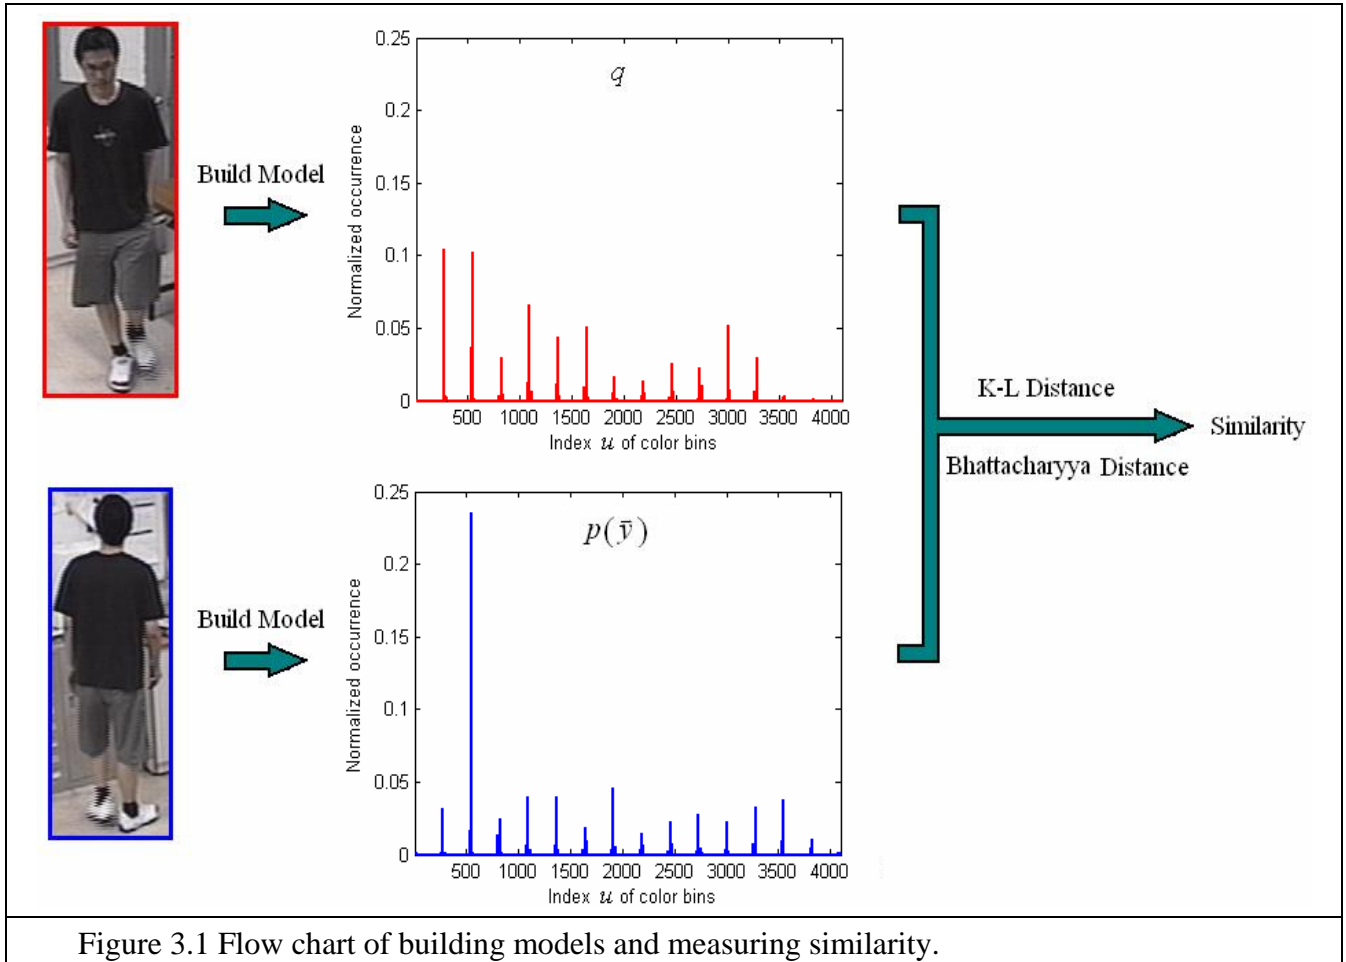 0.25
q
0.2
Normalized occurrence
Build Model
0.15
0.1
0.05
0
500 1000 1500 2000 2500 3000 3500 4000
Index u of color bins
K-L Distance
Similarity
Bhattacharyya Distance
0.25
p(ȳ)
0.2
Normalized occurrence
Build Model
0.15
0.1
0.05
0
500 1000 1500 2000 2500 3000 3500 4000
Index u of color bins
Figure 3.1 Flow chart of building models and measuring similarity.